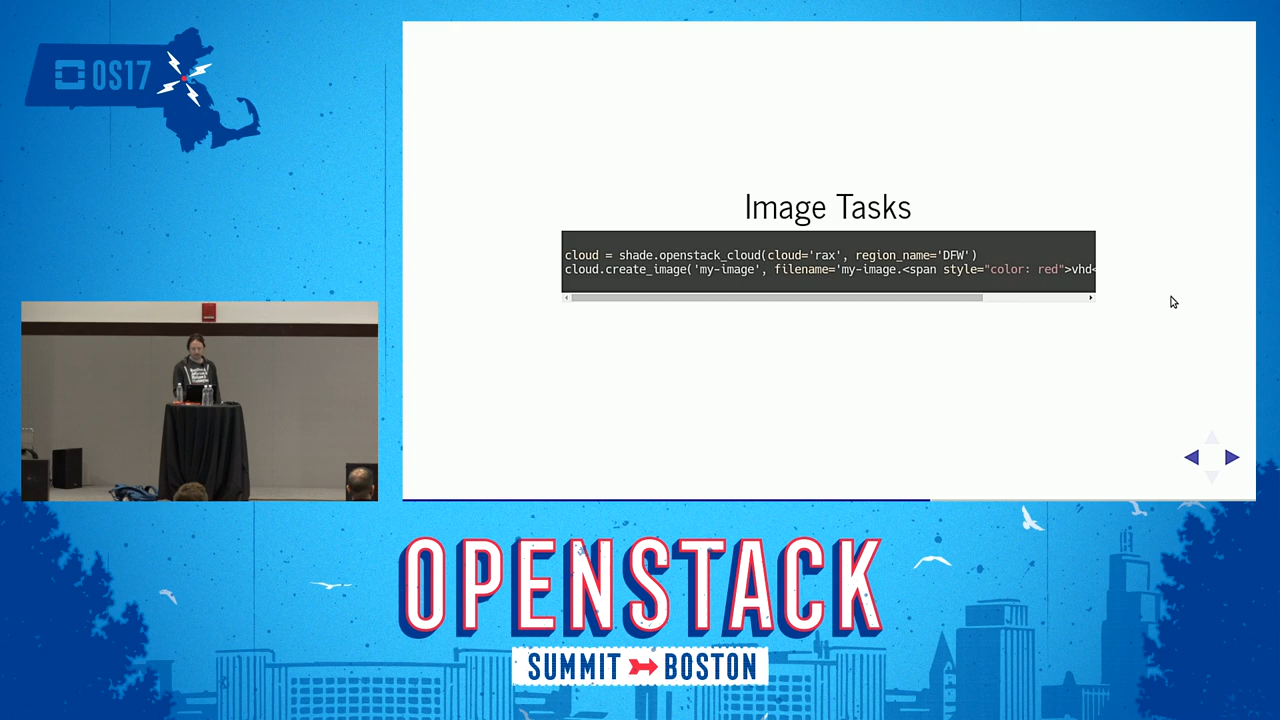 OS17
Image Tasks
cloud = shade.openstack_cloud(cloud='rax', region_name='DFW')
cloud.create_image('my-image', filename='my-image.<span style="color: red">vhd<
OPENSTACK
SUMMIT BOSTON